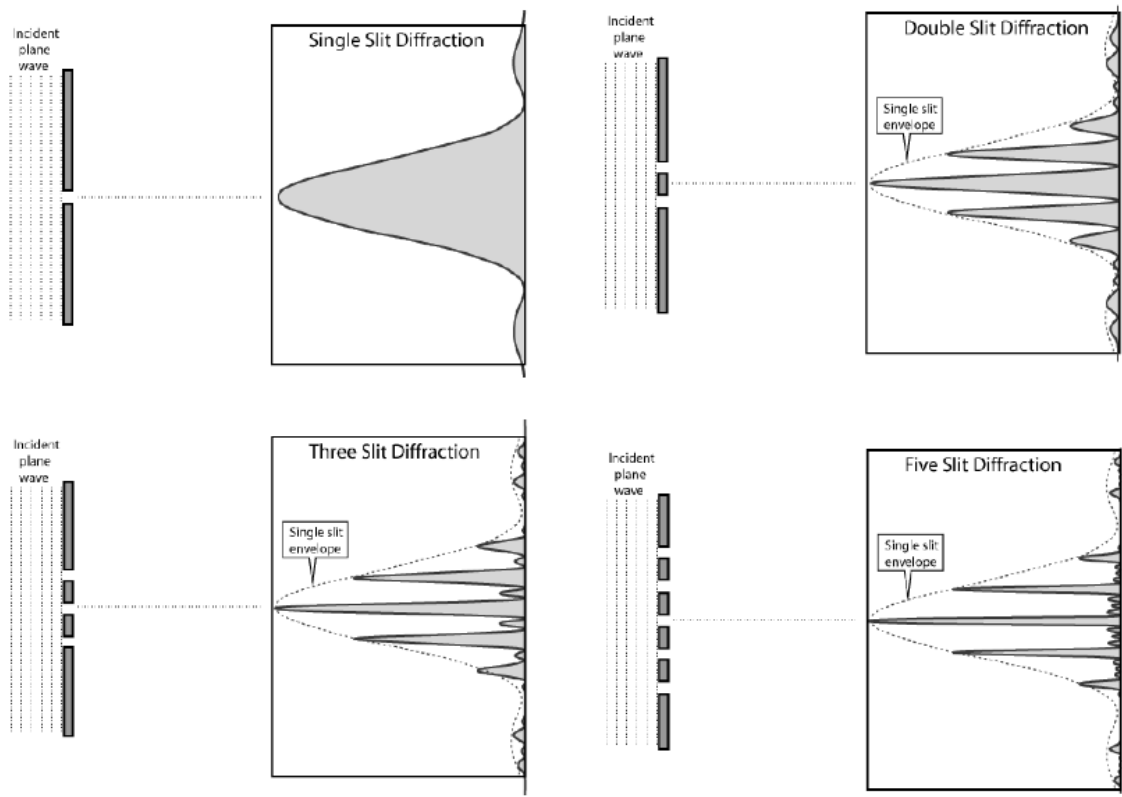 Incident
plane
wave
Single Slit Diffraction
Incident
plane
wave
Double Slit Diffraction
Single slit
envelope
Incident
plane
wave
Three Slit Diffraction
Single slit
envelope
Incident
plane
wave
Five Slit Diffraction
Single slit
envelope